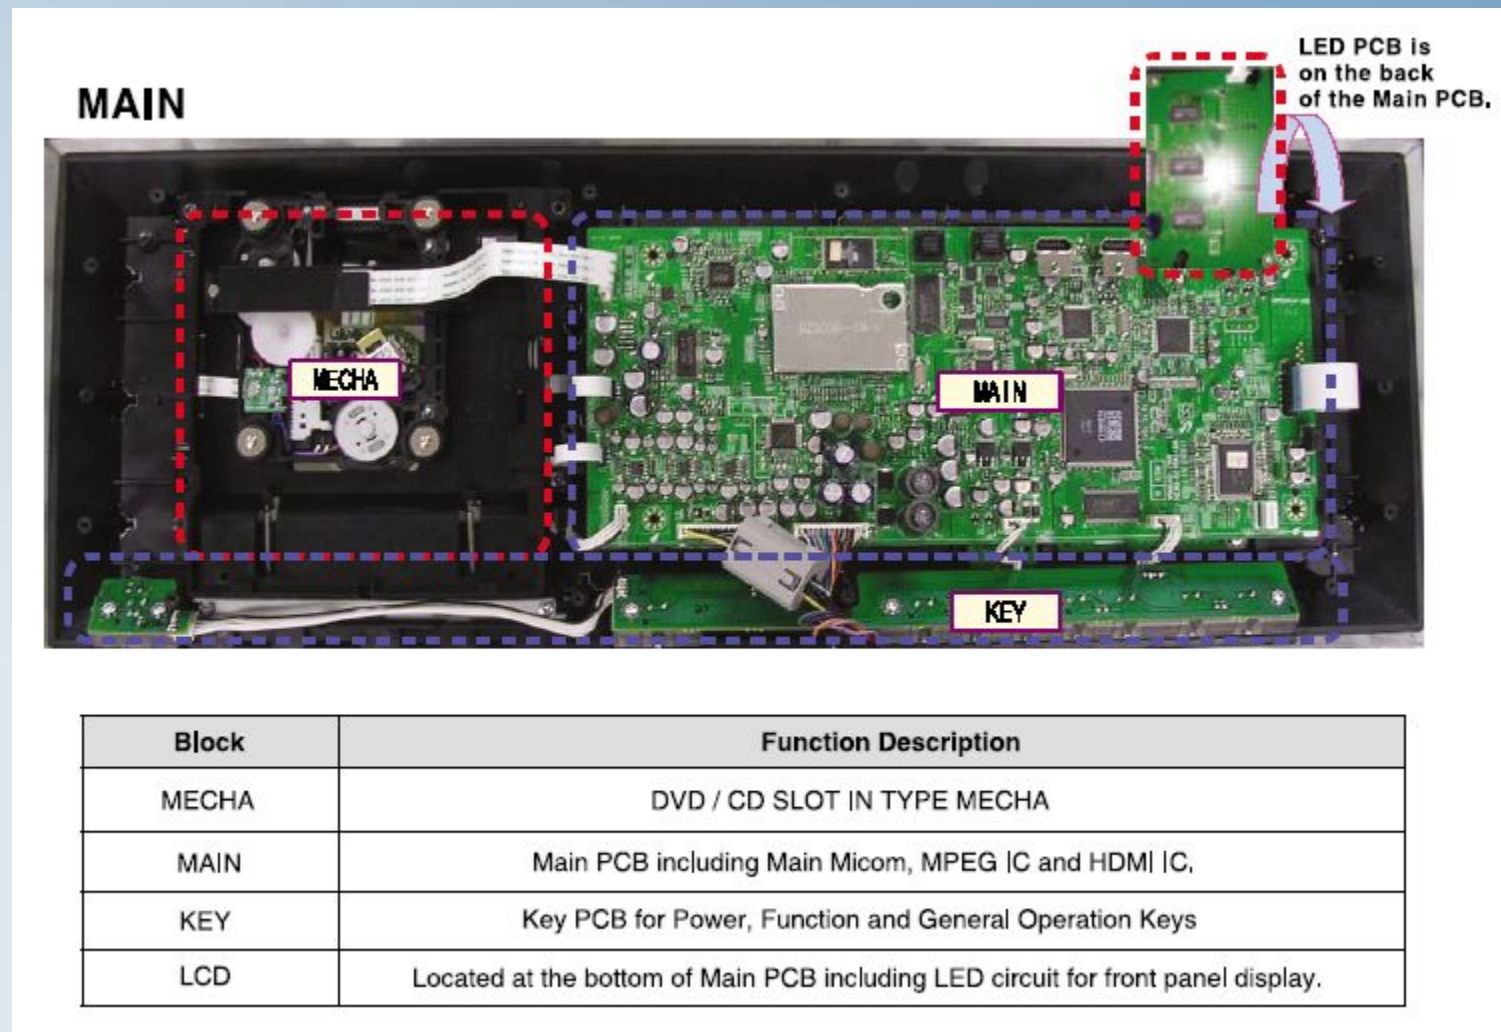 LED PCB is
on the back
of the Main PCB.
MAIN
MECHA
MAIN
KEY
Block Function Description
MECHA DVD / CD SLOT IN TYPE MECHA
MAIN Main PCB including Main Micom, MPEG IC and HDMI IC.
KEY Key PCB for Power, Function and General Operation Keys
LCD Located at the bottom of Main PCB including LED circuit for front panel display.